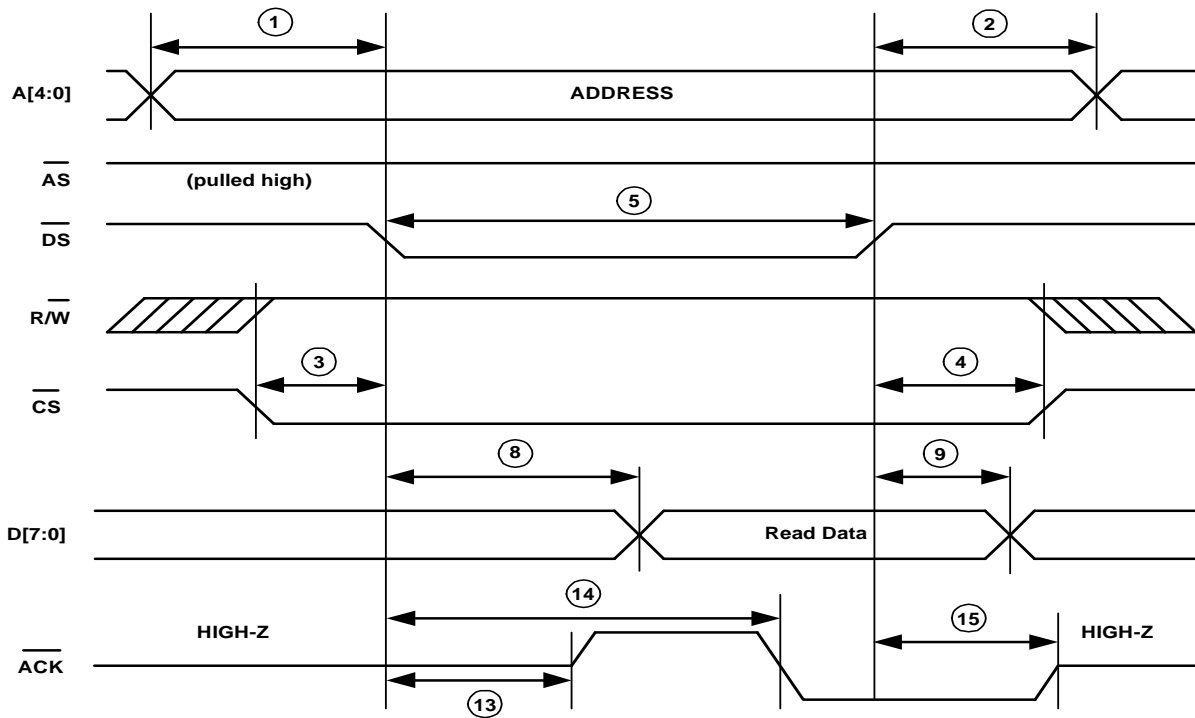 1
2
A[4:0]
ADDRESS
AS
(pulled high)
5
DS
R/W
3
4
CS
8
9
D[7:0]
Read Data
14
HIGH-Z
15
HIGH-Z
ACK
13